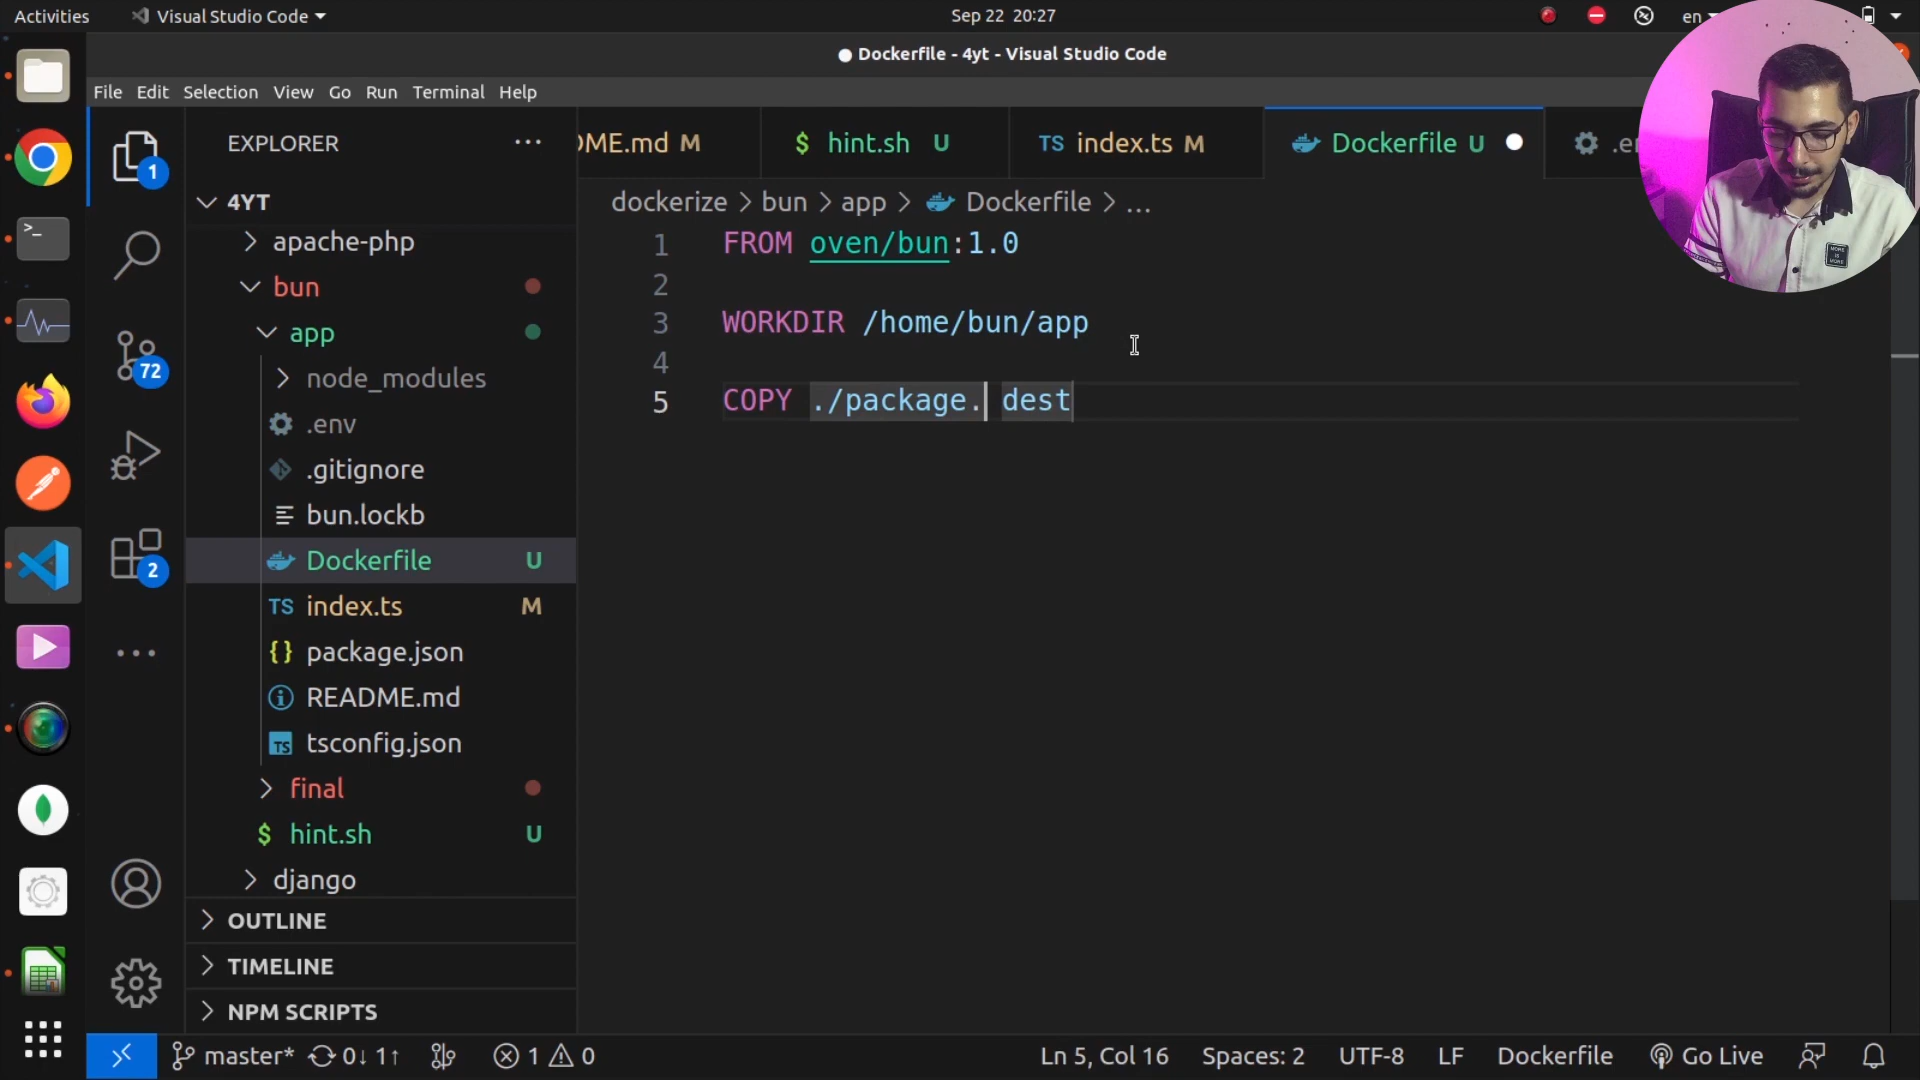 Activities Visual Studio Code Sep 22 20:27 en
Dockerfile - 4yt - Visual Studio Code
File Edit Selection View Go Run Terminal Help
EXPLORER
ME.md M hint.sh U TS index.ts M Dockerfile U
4YT
dockerize > bun > app > Dockerfile > ...
apache-php
bun
app
node_modules
.env
.gitignore
bun.lockb
Dockerfile U
TS index.ts M
package.json
README.md
TS tsconfig.json
final
hint.sh U
django
OUTLINE
TIMELINE
NPM SCRIPTS
1
72
2
1 FROM oven/bun:1.0
2
3 WORKDIR /home/bun/app
4
5 COPY ./package. dest
MORE IS MORE
master* 0↓ 1↑ 1 0 Ln 5, Col 16 Spaces: 2 UTF-8 LF Dockerfile Go Live